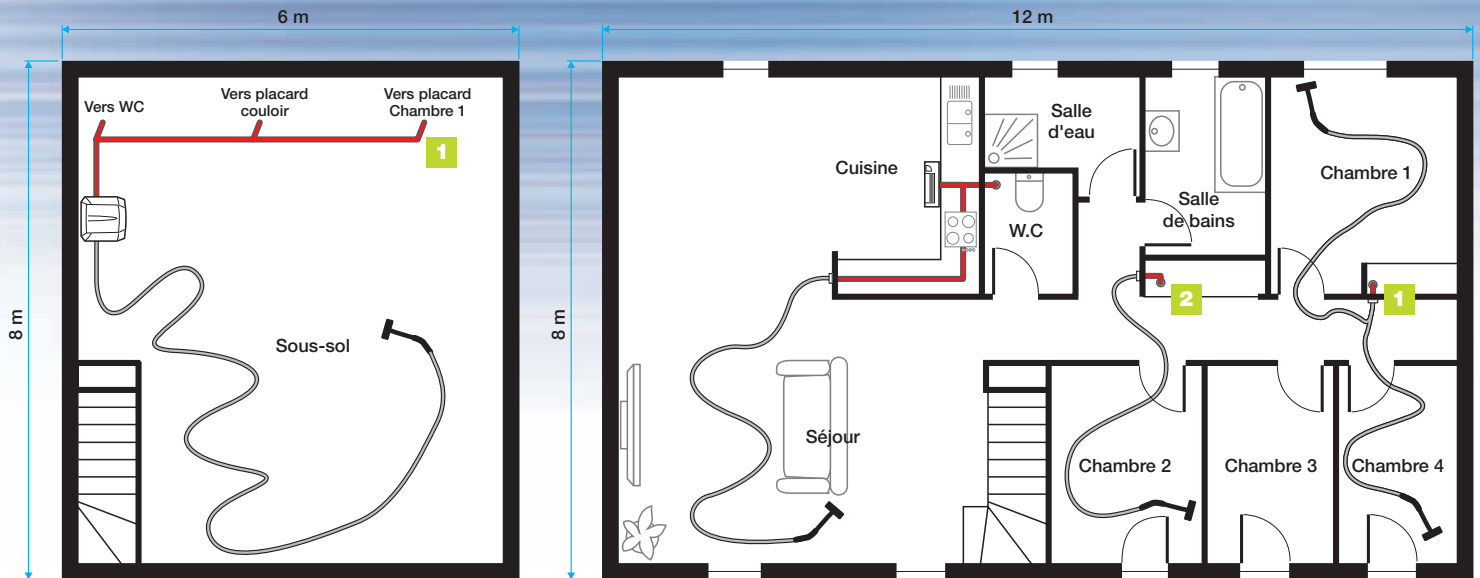 6 m
12 m
8 m
Vers WC
Vers placard
couloir
Vers placard
Chambre 1
1
Sous-sol
8 m
Cuisine
Salle
d'eau
W.C
Salle
de bains
Chambre 1
2
1
Séjour
Chambre 2
Chambre 3
Chambre 4